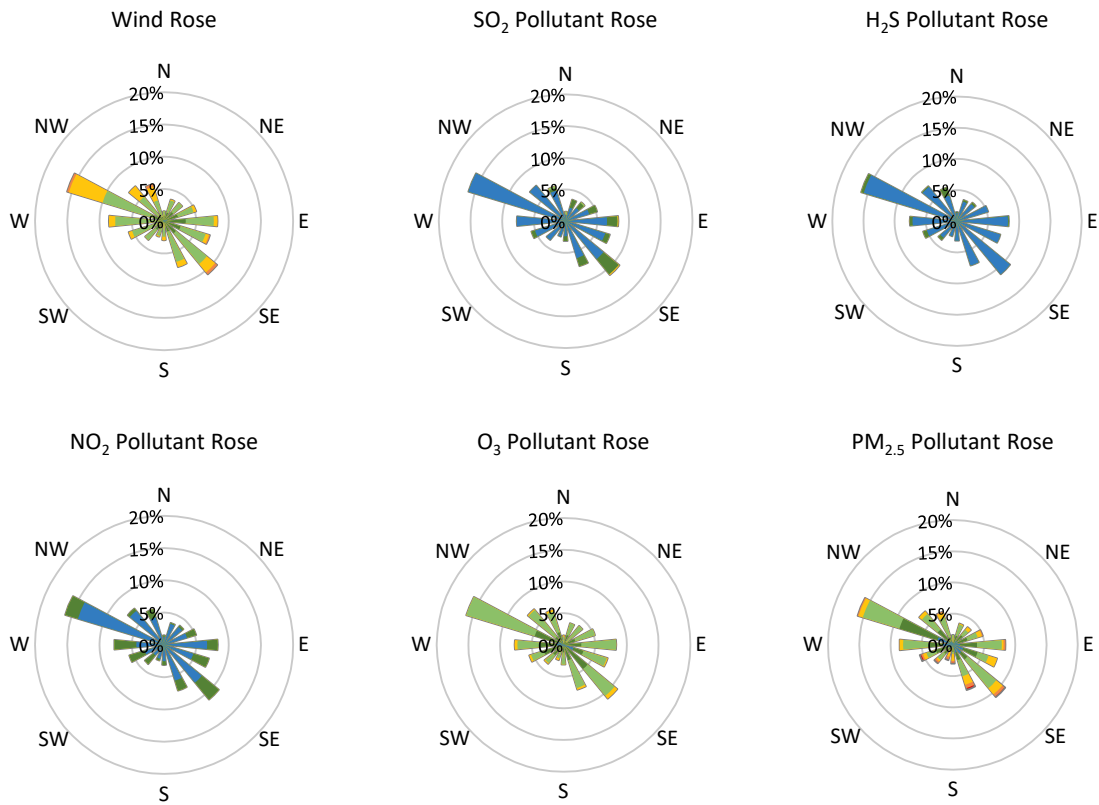 Wind Rose
N
20%
NW
NE
15%
10%
5%
W
0%
E
SW
SE
S
SO₂ Pollutant Rose
N
20%
NW
NE
15%
10%
5%
W
0%
E
SW
SE
S
H₂S Pollutant Rose
N
20%
NW
NE
15%
10%
5%
W
0%
E
SW
SE
S
NO₂ Pollutant Rose
N
20%
NW
NE
15%
10%
5%
W
0%
E
SW
SE
S
O₃ Pollutant Rose
N
20%
NW
NE
15%
10%
5%
W
0%
E
SW
SE
S
PM₂.₅ Pollutant Rose
N
20%
NW
NE
15%
10%
5%
W
0%
E
SW
SE
S